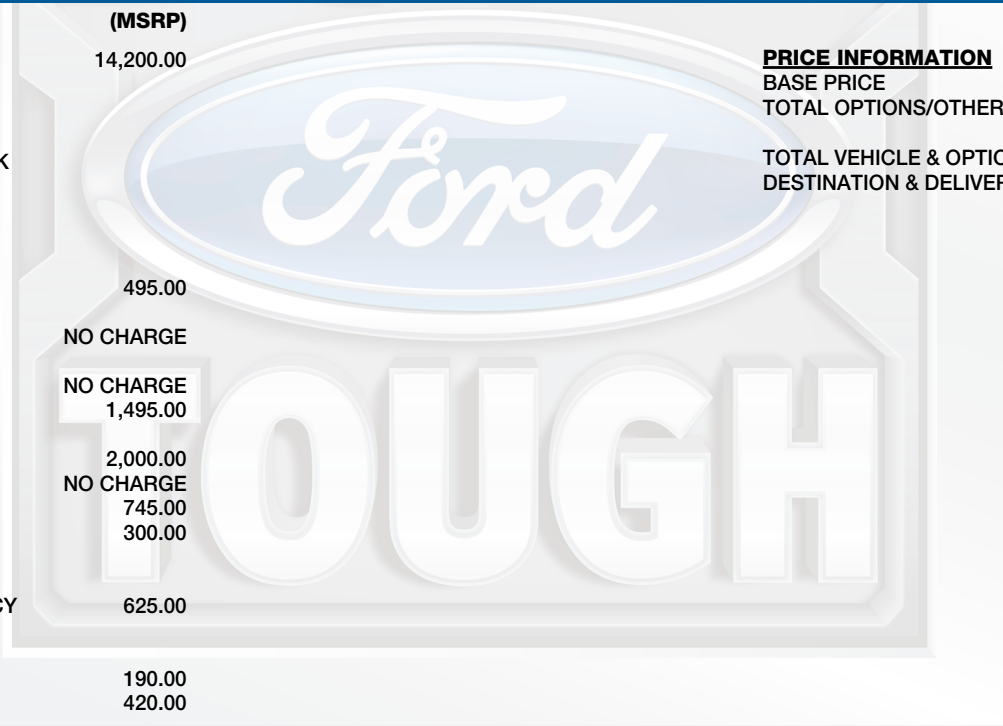 (MSRP)
14,200.00
K
495.00
NO CHARGE
NO CHARGE
1,495.00
2,000.00
NO CHARGE
745.00
300.00
CY
625.00
190.00
420.00
PRICE INFORMATION
BASE PRICE
TOTAL OPTIONS/OTHER
TOTAL VEHICLE & OPTIO
DESTINATION & DELIVER
Ford
TOUGH